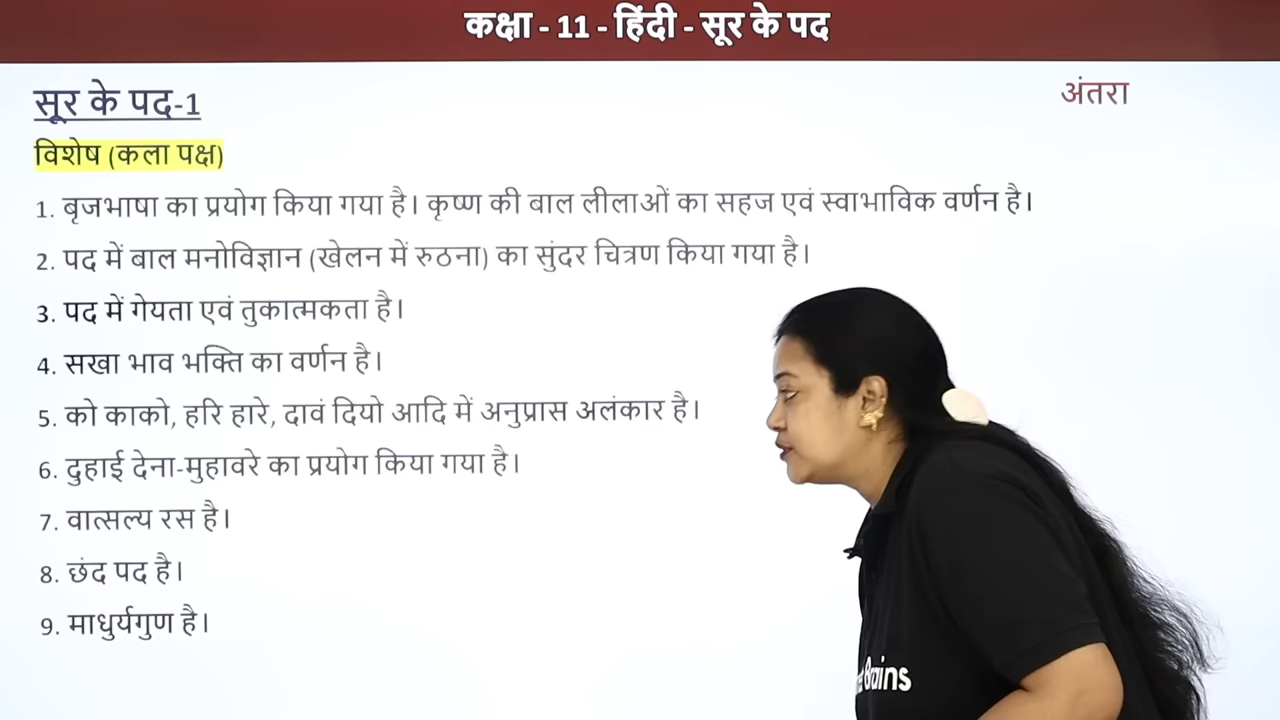 कक्षा - 11 - हिंदी - सूर के पद
सूर के पद-1
अंतरा
विशेष (कला पक्ष)
1. बृजभाषा का प्रयोग किया गया है। कृष्ण की बाल लीलाओं का सहज एवं स्वाभाविक वर्णन है।
2. पद में बाल मनोविज्ञान (खेलन में रुठना) का सुंदर चित्रण किया गया है।
3. पद में गेयता एवं तुकात्मकता है।
4. सखा भाव भक्ति का वर्णन है।
5. को काको, हरि हारे, दावं दियो आदि में अनुप्रास अलंकार है।
6. दुहाई देना-मुहावरे का प्रयोग किया गया है।
7. वात्सल्य रस है।
8. छंद पद है।
9. माधुर्यगुण है।